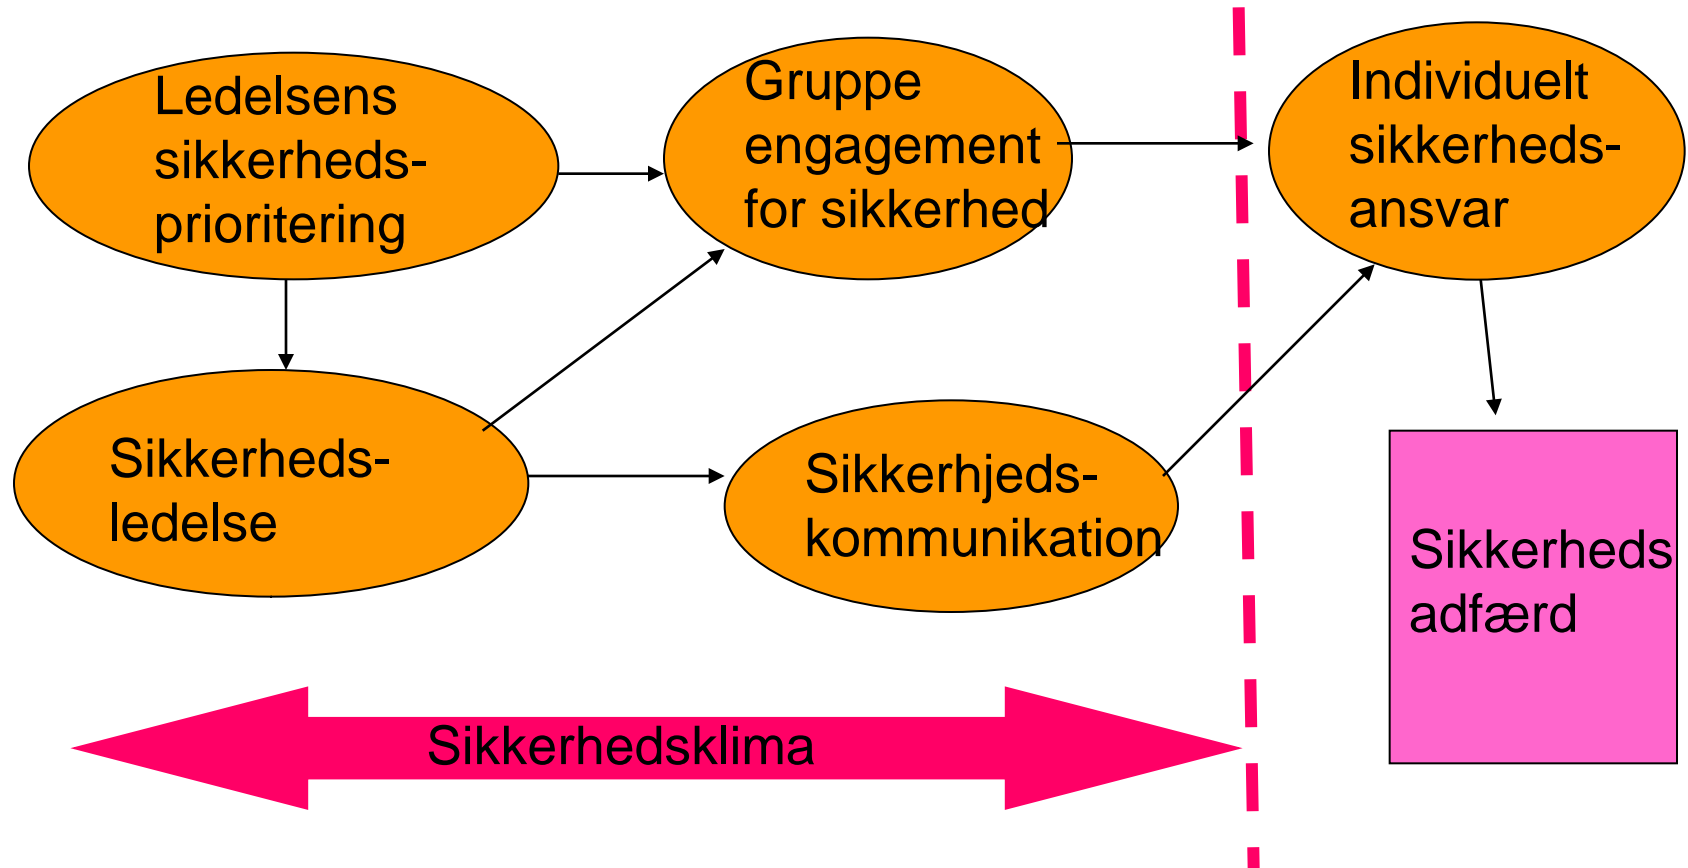 Ledelsens
sikkerheds-
prioritering
Gruppe
engagement
for sikkerhed
Individuelt
sikkerheds-
ansvar
Sikkerheds-
ledelse
Sikkerhjeds-
kommunikation
Sikkerheds
adfærd
Sikkerhedsklima